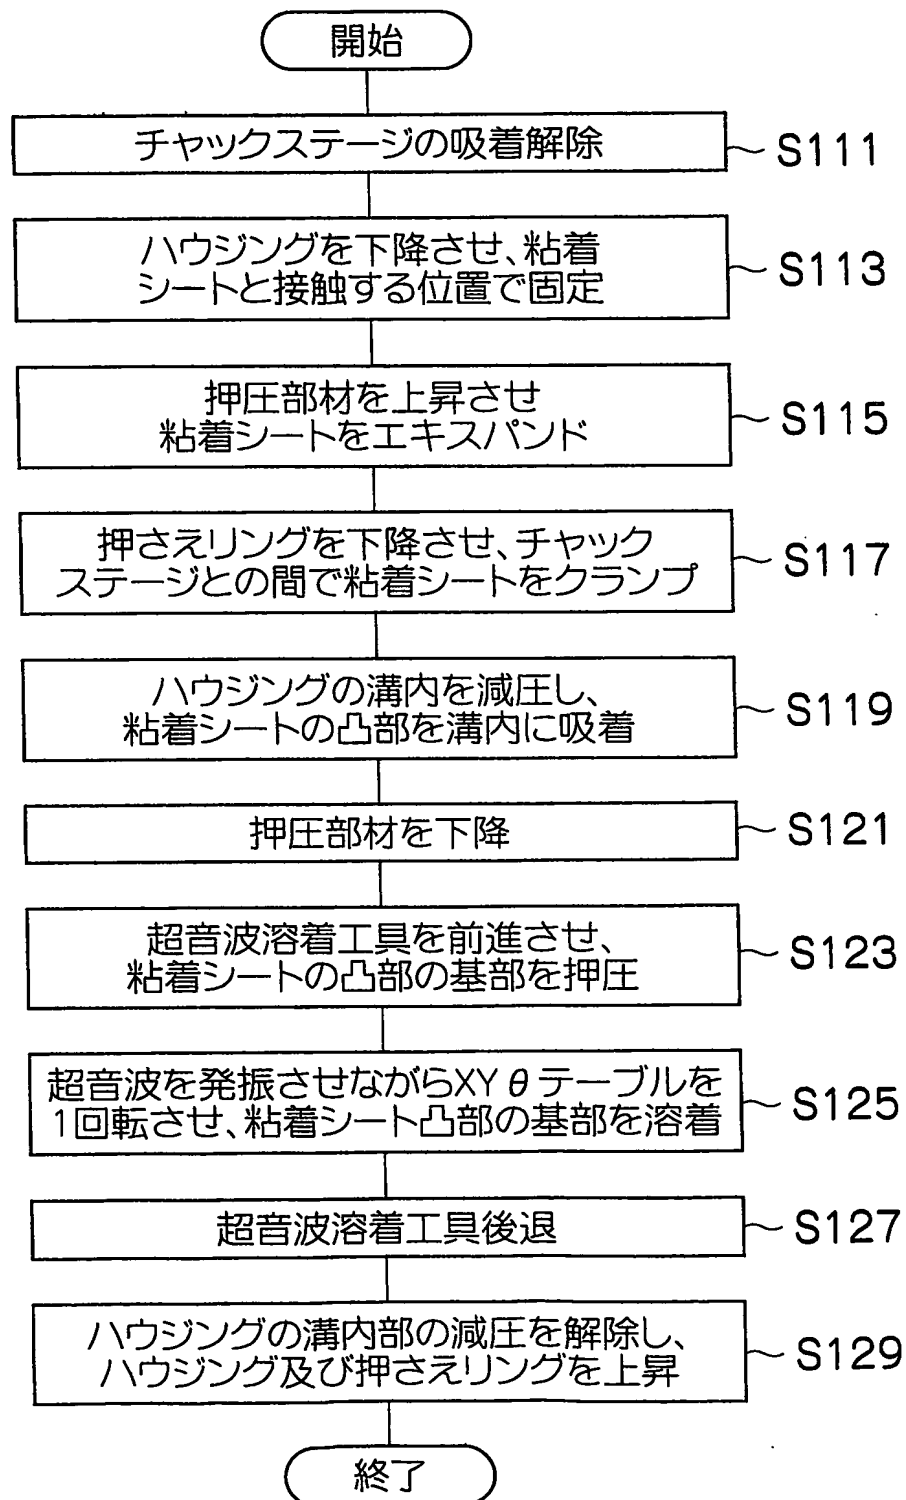 開始
チャックステージの吸着解除
S111
ハウジングを下降させ、粘着
シートと接触する位置で固定
S113
押圧部材を上昇させ
粘着シートをエキスパンド
S115
押さえリングを下降させ、チャック
ステージとの間で粘着シートをクランプ
S117
ハウジングの溝内を減圧し、
粘着シートの凸部を溝内に吸着
S119
押圧部材を下降
S121
超音波溶着工具を前進させ、
粘着シートの凸部の基部を押圧
S123
超音波を発振させながらXYθテーブルを
1回転させ、粘着シート凸部の基部を溶着
S125
超音波溶着工具後退
S127
ハウジングの溝内部の減圧を解除し、
ハウジング及び押さえリングを上昇
S129
終了